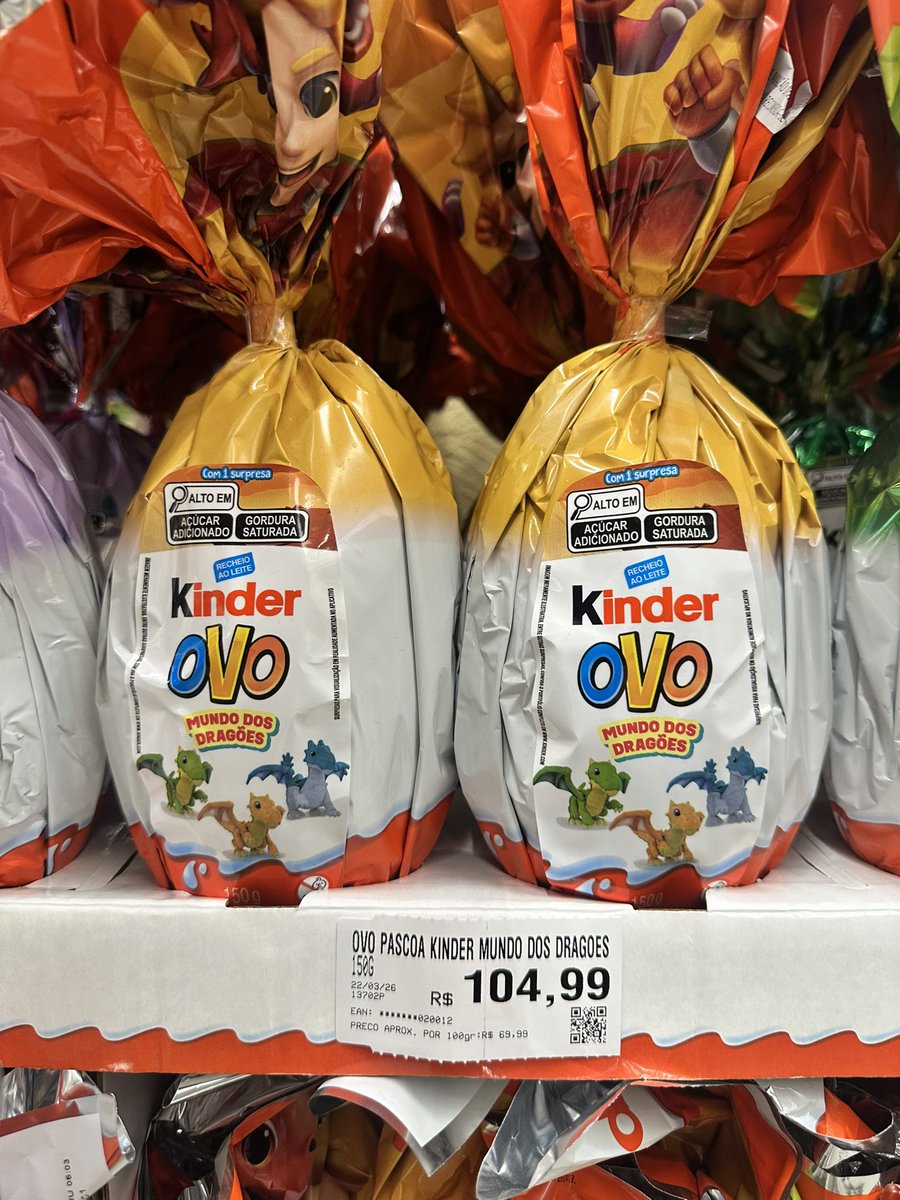 Com 1 surpresa
ALTO EM
AÇÚCAR ADICIONADO
GORDURA SATURADA
RECHEIO
AO LEITE
Kinder
OVO
MUNDO DOS
DRAGÕES
150g
Com 1 surpresa
ALTO EM
AÇÚCAR ADICIONADO
GORDURA SATURADA
RECHEIO
AO LEITE
Kinder
OVO
MUNDO DOS
DRAGÕES
150g
OVO PASCOA KINDER MUNDO DOS DRAGOES
150G
22/03/26
13702P
R$ 104,99
EAN: *******020012
PRECO APROX. POR 100gr:R$ 69,99